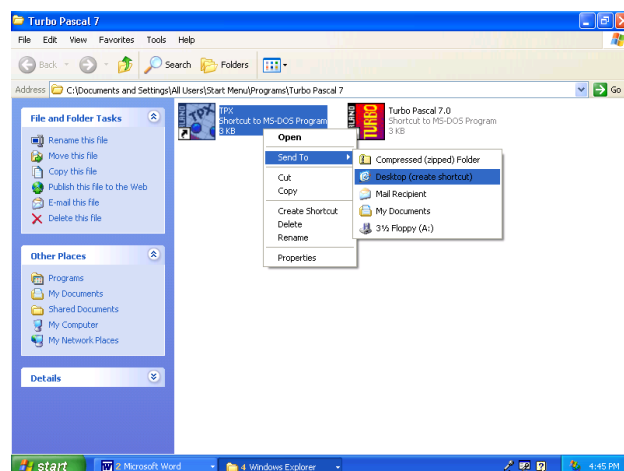 Turbo Pascal 7
File Edit View Favorites Tools Help
Back Search Folders
Address C:\Documents and Settings\All Users\Start Menu\Programs\Turbo Pascal 7 Go
File and Folder Tasks
Rename this file
Move this file
Copy this file
Publish this file to the Web
E-mail this file
Delete this file
Other Places
Programs
My Documents
Shared Documents
My Computer
My Network Places
Details
TPX
Shortcut to MS-DOS Program
3 KB
TURBO
Turbo Pascal 7.0
Shortcut to MS-DOS Program
3 KB
Open
Send To
Cut
Copy
Create Shortcut
Delete
Rename
Properties
Compressed (zipped) Folder
Desktop (create shortcut)
Mail Recipient
My Documents
3½ Floppy (A:)
start 2 Microsoft Word 4 Windows Explorer 4:45 PM